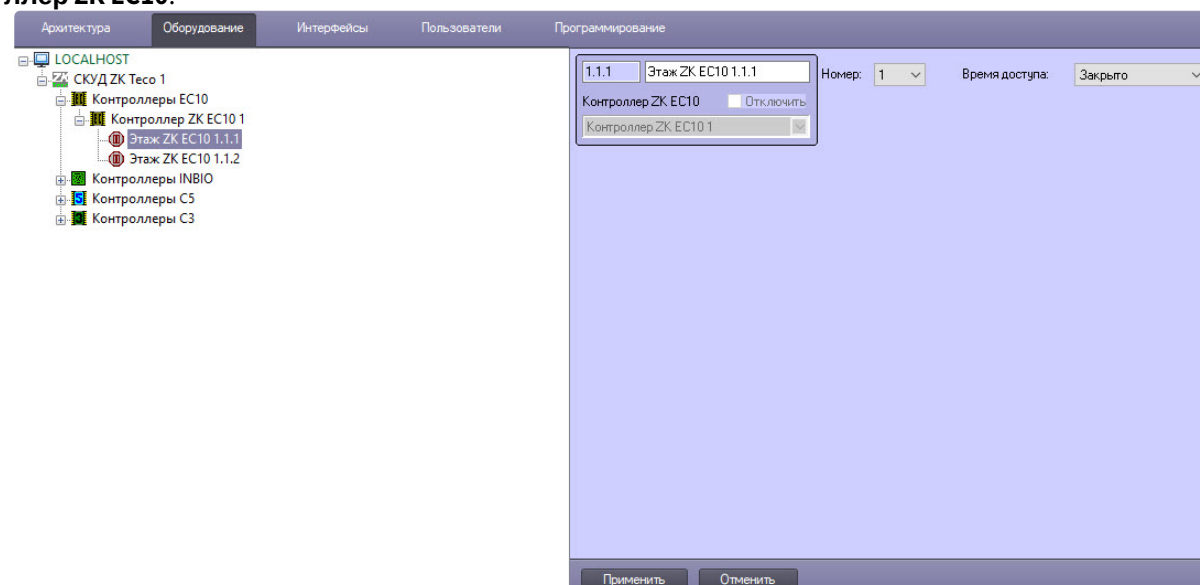 ллер ZK EC10.
Архитектура Оборудование Интерфейсы Пользователи Программирование
LOCALHOST
СКУД ZK Teco 1
Контроллеры EC10
Контроллер ZK EC10 1
Этаж ZK EC10 1.1.1
Этаж ZK EC10 1.1.2
Контроллеры INBIO
Контроллеры C5
Контроллеры C3
1.1.1 Этаж ZK EC10 1.1.1 Номер: 1 Время доступа: Закрыто
Контроллер ZK EC10 Отключить
Контроллер ZK EC10 1
Применить Отменить